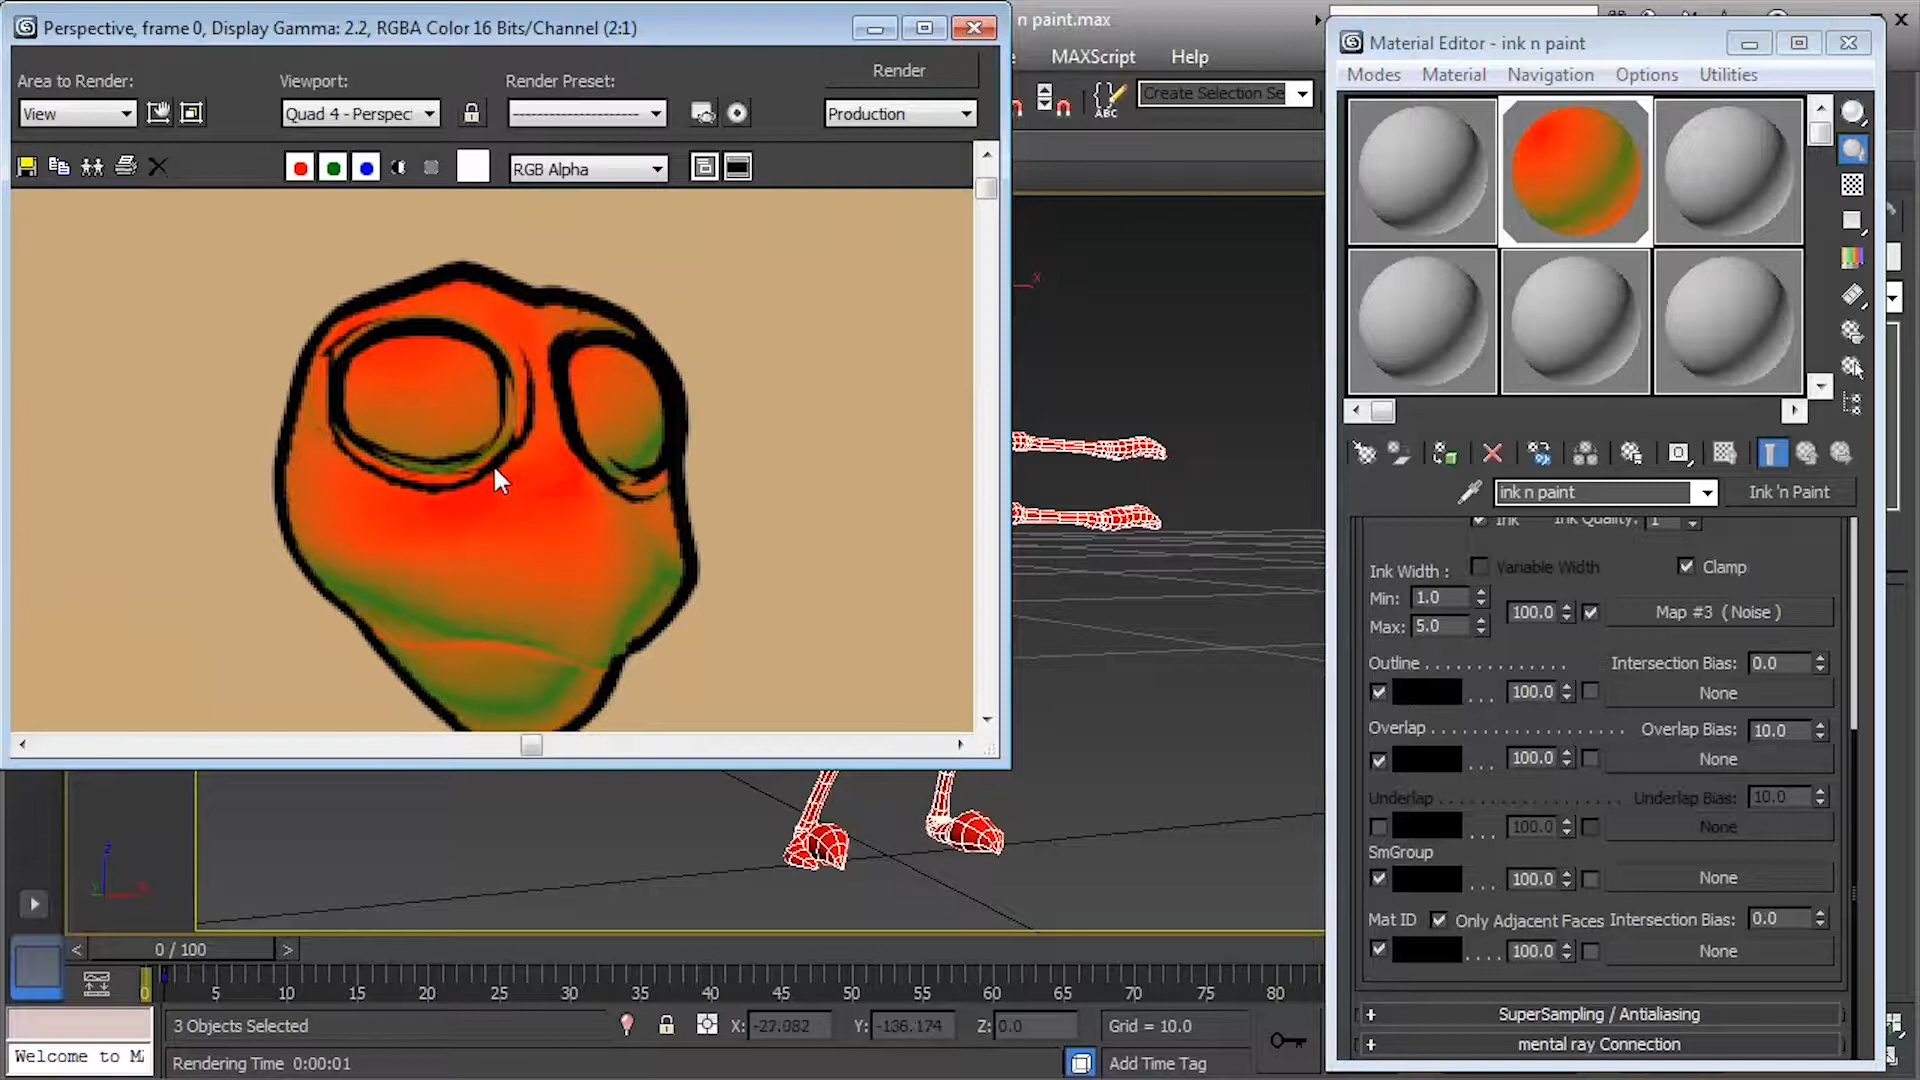 Perspective, frame 0, Display Gamma: 2.2, RGBA Color 16 Bits/Channel (2:1)
n paint.max
Material Editor - ink n paint
MAXScript Help
Modes Material Navigation Options Utilities
Area to Render:
Viewport:
Render Preset:
Render
View
Quad 4 - Perspec
Production
Create Selection Se
ABC
RGB Alpha
x
ink n paint
Ink 'n Paint
Ink Ink Quality: 1
Ink Width :
Variable Width
Clamp
Min: 1.0
100.0
Map #3 ( Noise )
Max: 5.0
Outline . . . . . . . . . . . . . .
Intersection Bias: 0.0
. . . 100.0
None
Overlap . . . . . . . . . . . . . . . . . . . .
Overlap Bias: 10.0
. . . 100.0
None
Underlap . . . . . . . . . . . . . . . . . . .
Underlap Bias: 10.0
. . . 100.0
None
SmGroup
. . . 100.0
None
Mat ID
Only Adjacent Faces Intersection Bias: 0.0
. . . . 100.0
None
SuperSampling / Antialiasing
mental ray Connection
z
y
x
< 0 / 100 >
0 5 10 15 20 25 30 35 40 45 50 55 60 65 70 75 80
3 Objects Selected
X: -27.082
Y: -136.174
Z: 0.0
Grid = 10.0
Welcome to M
Rendering Time 0:00:01
Add Time Tag